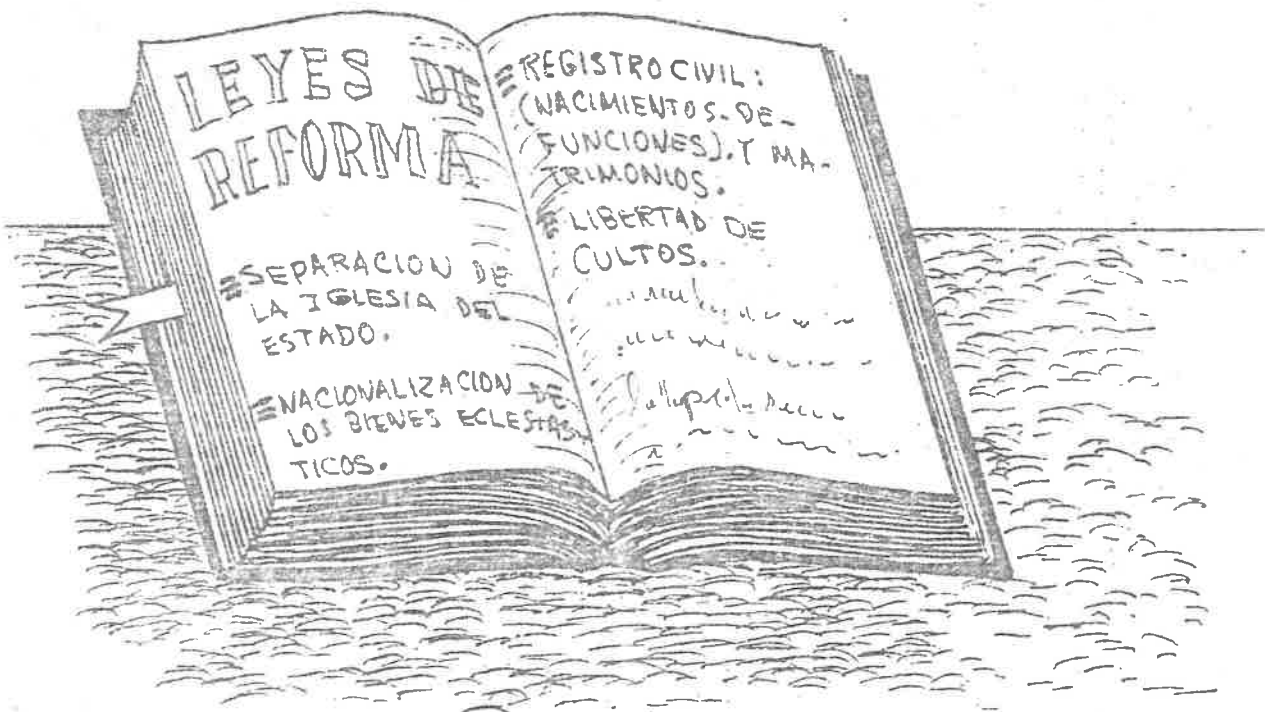 LEYES DE
REFORMA
SEPARACION DE
LA IGLESIA DEL
ESTADO.
NACIONALIZACION DE
LOS BIENES ECLESIAS-
TICOS.
REGISTRO CIVIL:
(NACIMIENTOS-DE-
FUNCIONES). Y MA-
TRIMONIOS.
LIBERTAD DE
CULTOS.